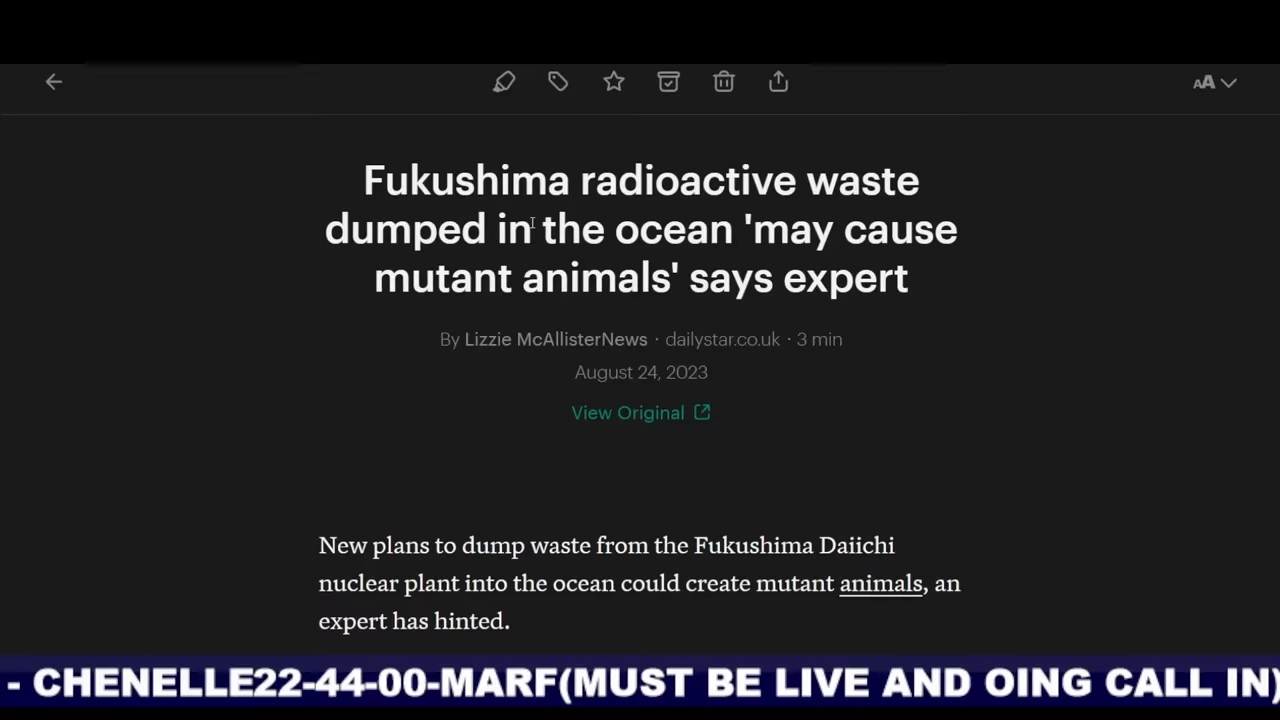 AA
Fukushima radioactive waste
dumped in the ocean 'may cause
mutant animals' says expert
By Lizzie McAllisterNews · dailystar.co.uk · 3 min
August 24, 2023
View Original
New plans to dump waste from the Fukushima Daiichi
nuclear plant into the ocean could create mutant animals, an
expert has hinted.
- CHENELLE22-44-00-MARF(MUST BE LIVE AND OING CALL IN)